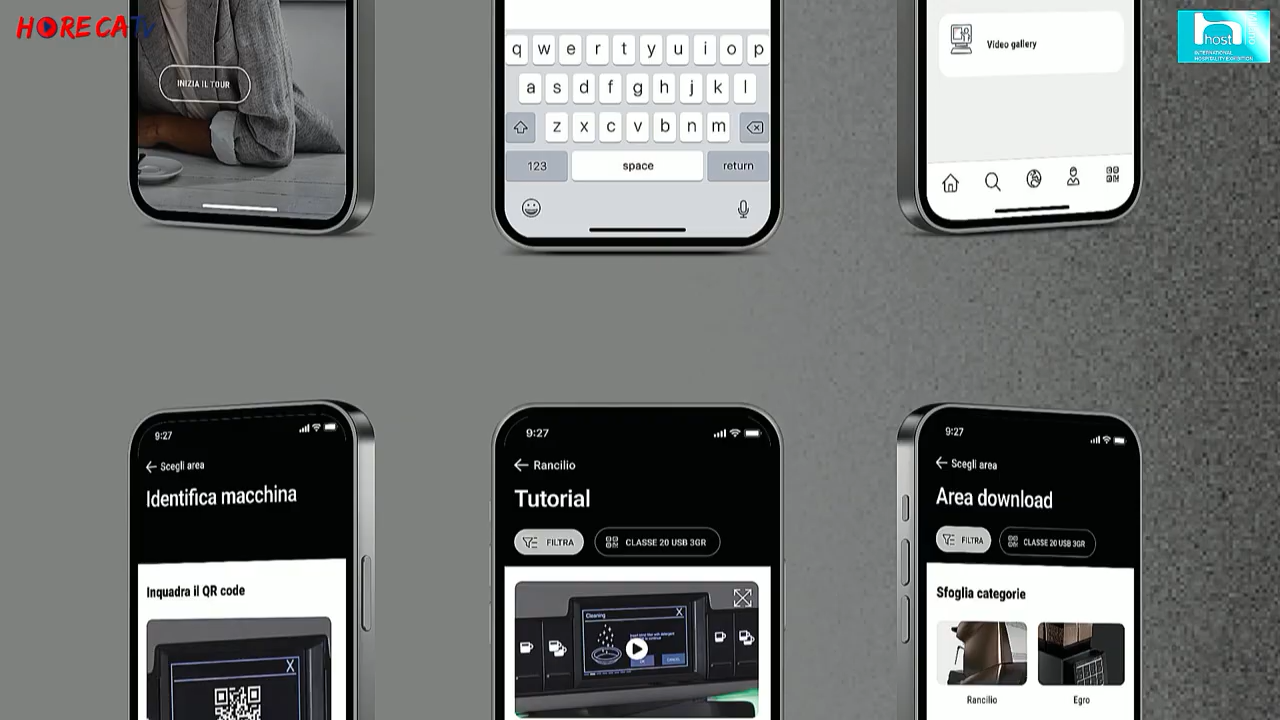 HORECATV
host
INTERNATIONAL
HOSPITALITY EXHIBITION
INIZIA IL TOUR
q w e r t y u i o p
a s d f g h j k l
z x c v b n m
123 space return
Video gallery
9:27
Scegli area
Identifica macchina
Inquadra il QR code
X
9:27
Rancilio
Tutorial
FILTRA CLASSE 20 USB 3GR
Cleaning X
9:27
Scegli area
Area download
FILTRA CLASSE 20 USB 3GR
Sfoglia categorie
Rancilio Egro